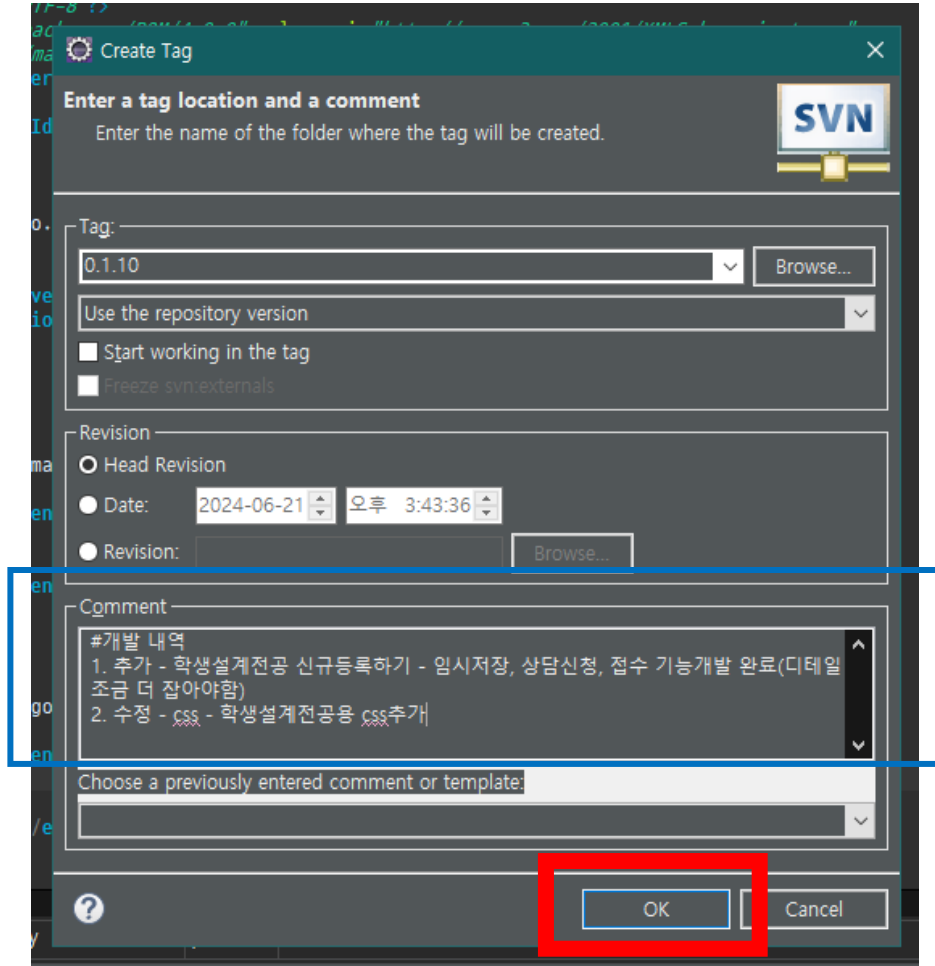 Create Tag
Enter a tag location and a comment
Enter the name of the folder where the tag will be created.
SVN
Tag:
0.1.10
Browse...
Use the repository version
Start working in the tag
Freeze svn:externals
Revision
Head Revision
Date:
2024-06-21
오후 3:43:36
Revision:
Browse...
Comment
#개발 내역
1. 추가 - 학생설계전공 신규등록하기 - 임시저장, 상담신청, 접수 기능개발 완료(디테일
조금 더 잡아야함)
2. 수정 - css - 학생설계전공용 css추가
Choose a previously entered comment or template:
OK
Cancel